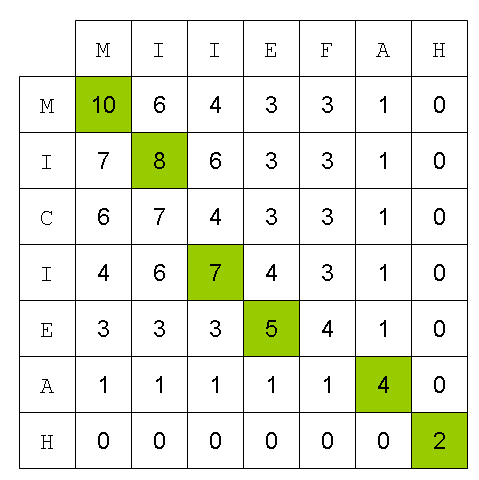 M I I E F A H
M 10 6 4 3 3 1 0
I 7 8 6 3 3 1 0
C 6 7 4 3 3 1 0
I 4 6 7 4 3 1 0
E 3 3 3 5 4 1 0
A 1 1 1 1 1 4 0
H 0 0 0 0 0 0 2